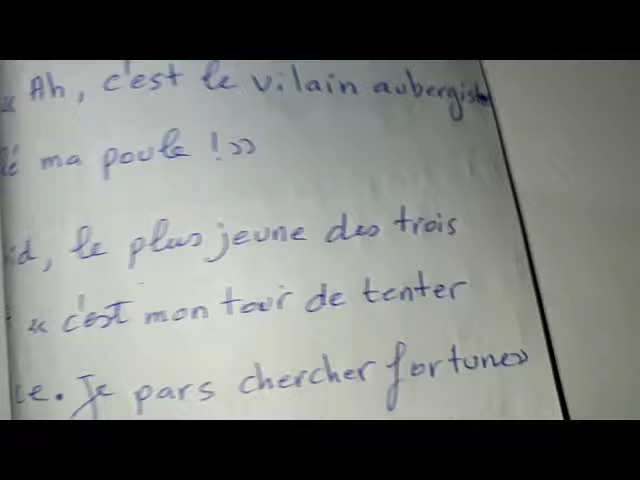 « Ah, c'est le vilain aubergiste
ma poule ! »
, le plus jeune des trois
« c'est mon tour de tenter
ce. Je pars chercher fortune »